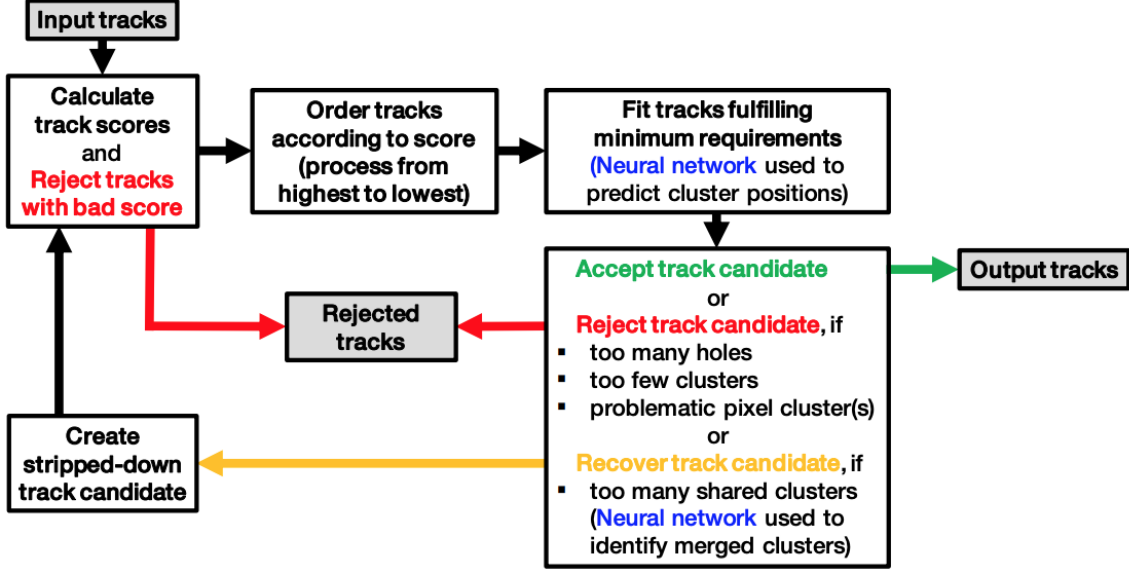 Input tracks
Calculate
track scores
and
Reject tracks
with bad score
Order tracks
according to score
(process from
highest to lowest)
Fit tracks fulfilling
minimum requirements
(Neural network used to
predict cluster positions)
Accept track candidate
or
Reject track candidate, if
▪ too many holes
▪ too few clusters
▪ problematic pixel cluster(s)
or
Recover track candidate, if
▪ too many shared clusters
(Neural network used to
identify merged clusters)
Output tracks
Rejected
tracks
Create
stripped-down
track candidate